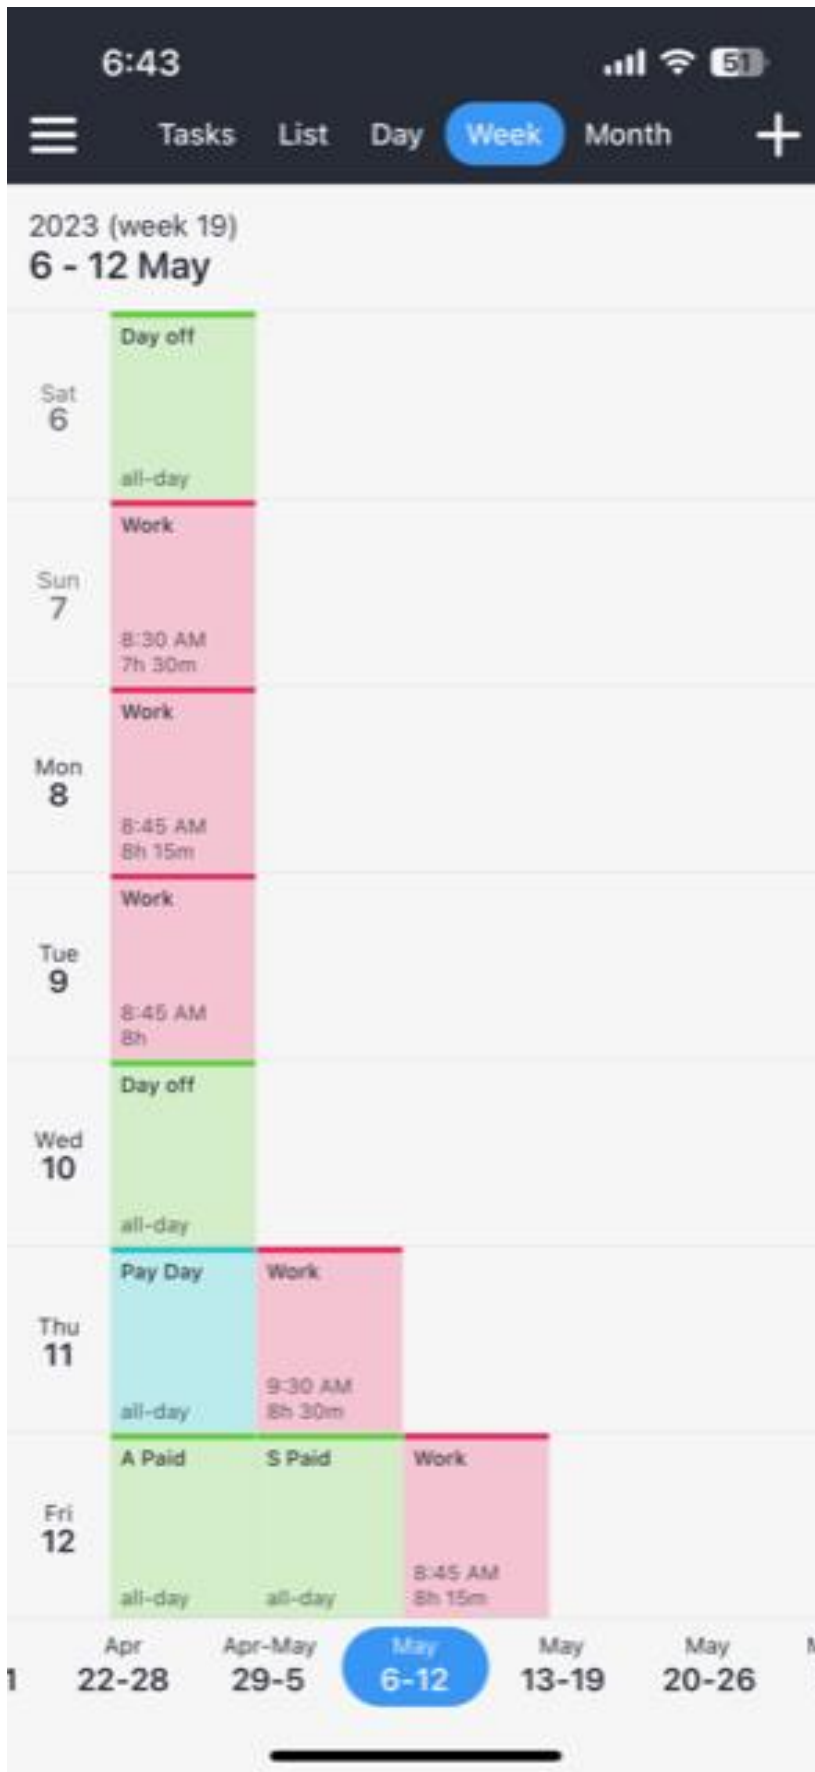 6:43
51
Tasks List Day Week Month
2023 (week 19)
6 - 12 May
Sat
6
Day off
all-day
Sun
7
Work
8:30 AM
7h 30m
Mon
8
Work
8:45 AM
8h 15m
Tue
9
Work
8:45 AM
8h
Wed
10
Day off
all-day
Thu
11
Pay Day
all-day
Work
9:30 AM
8h 30m
Fri
12
A Paid
all-day
S Paid
all-day
Work
8:45 AM
8h 15m
Apr Apr-May May May May
22-28 29-5 6-12 13-19 20-26